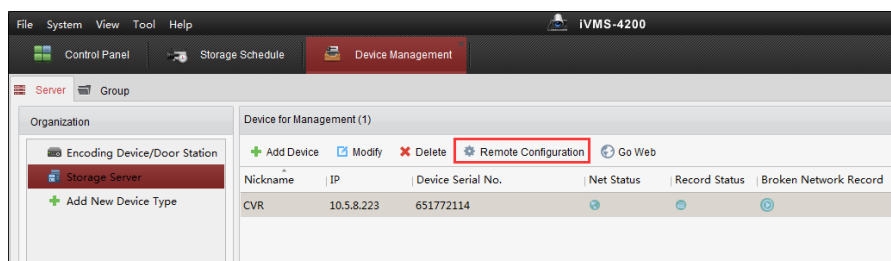 File System View Tool Help iVMS-4200
Control Panel Storage Schedule Device Management
Server Group
Organization Device for Management (1)
Encoding Device/Door Station Add Device Modify Delete Remote Configuration Go Web
Storage Server Nickname IP Device Serial No. Net Status Record Status Broken Network Record
Add New Device Type CVR 10.5.8.223 651772114